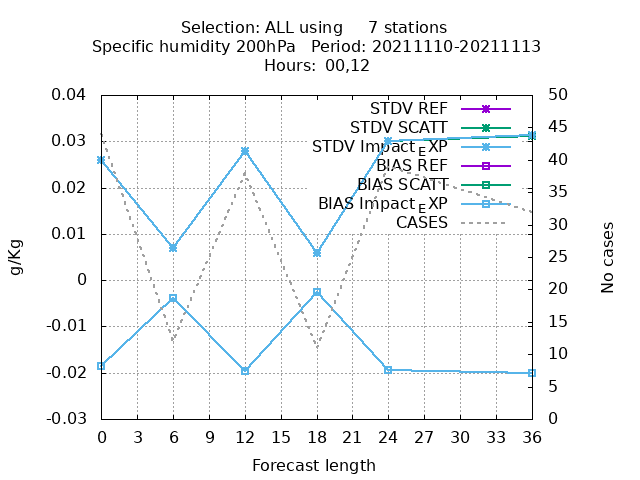 Selection: ALL using     7 stations
Specific humidity 200hPa   Period: 20211110-20211113
Hours: 00,12
0.04
0.03
0.02
0.01
0
-0.01
-0.02
-0.03
g/Kg
50
45
40
35
30
25
20
15
10
5
0
No cases
STDV REF
STDV SCATT
STDV Impact_EXP
BIAS REF
BIAS SCATT
BIAS Impact_EXP
CASES
0 3 6 9 12 15 18 21 24 27 30 33 36
Forecast length